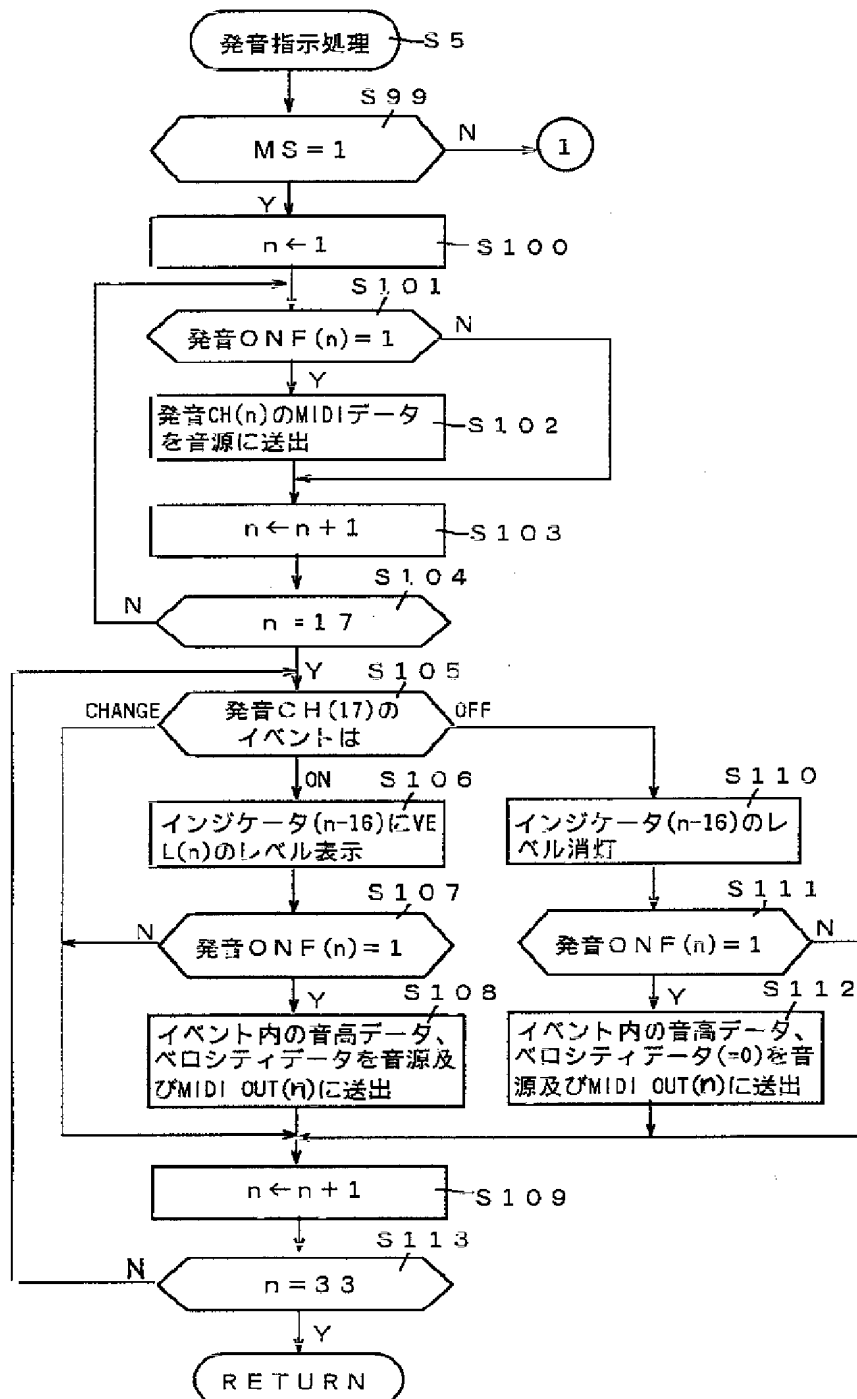 発音指示処理
S5
S99
MS=1
N
1
Y
n←1
S100
S101
発音ONF(n)=1
N
Y
発音CH(n)のMIDIデータ
を音源に送出
S102
n←n+1
S103
S104
N
n=17
Y
S105
CHANGE
発音CH(17)の
イベントは
OFF
ON
S106
インジケータ(n-16)にVE
L(n)のレベル表示
S110
インジケータ(n-16)のレ
ベル消灯
S107
N
発音ONF(n)=1
Y
S111
発音ONF(n)=1
N
Y
S108
イベント内の音高データ、
ベロシティデータを音源及
びMIDI OUT(n)に送出
S112
イベント内の音高データ、
ベロシティデータ(=0)を音
源及びMIDI OUT(n)に送出
n←n+1
S109
S113
N
n=33
Y
RETURN